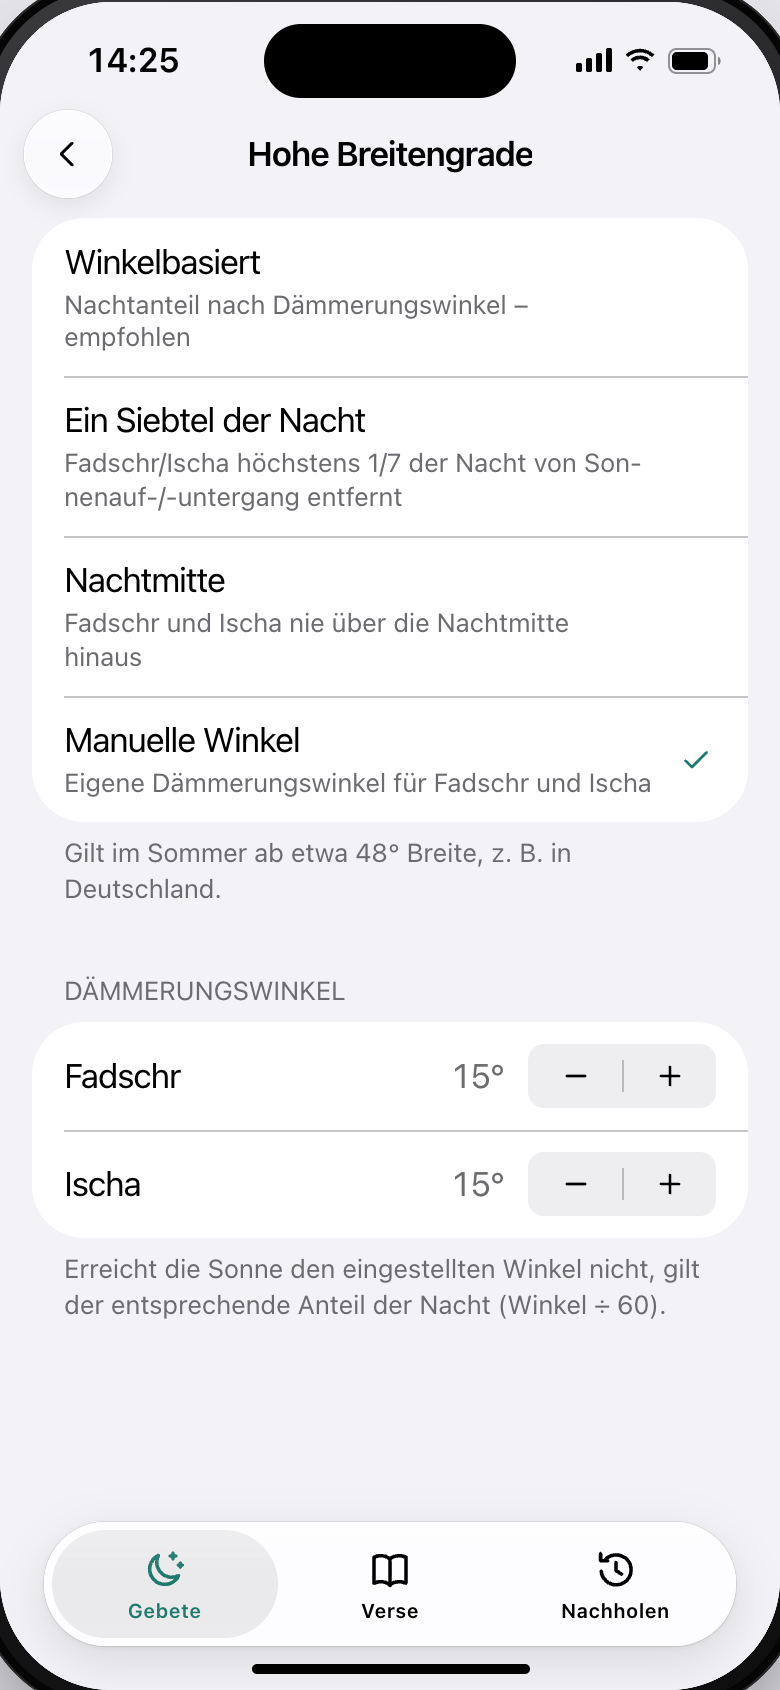 14:25
Hohe Breitengrade
Winkelbasiert
Nachtanteil nach Dämmerungswinkel –
empfohlen
Ein Siebtel der Nacht
Fadschr/Ischa höchstens 1/7 der Nacht von Son-
nenauf-/-untergang entfernt
Nachtmitte
Fadschr und Ischa nie über die Nachtmitte
hinaus
Manuelle Winkel
Eigene Dämmerungswinkel für Fadschr und Ischa
Gilt im Sommer ab etwa 48° Breite, z. B. in
Deutschland.
DÄMMERUNGSWINKEL
Fadschr 15° − +
Ischa 15° − +
Erreicht die Sonne den eingestellten Winkel nicht, gilt
der entsprechende Anteil der Nacht (Winkel ÷ 60).
Gebete Verse Nachholen